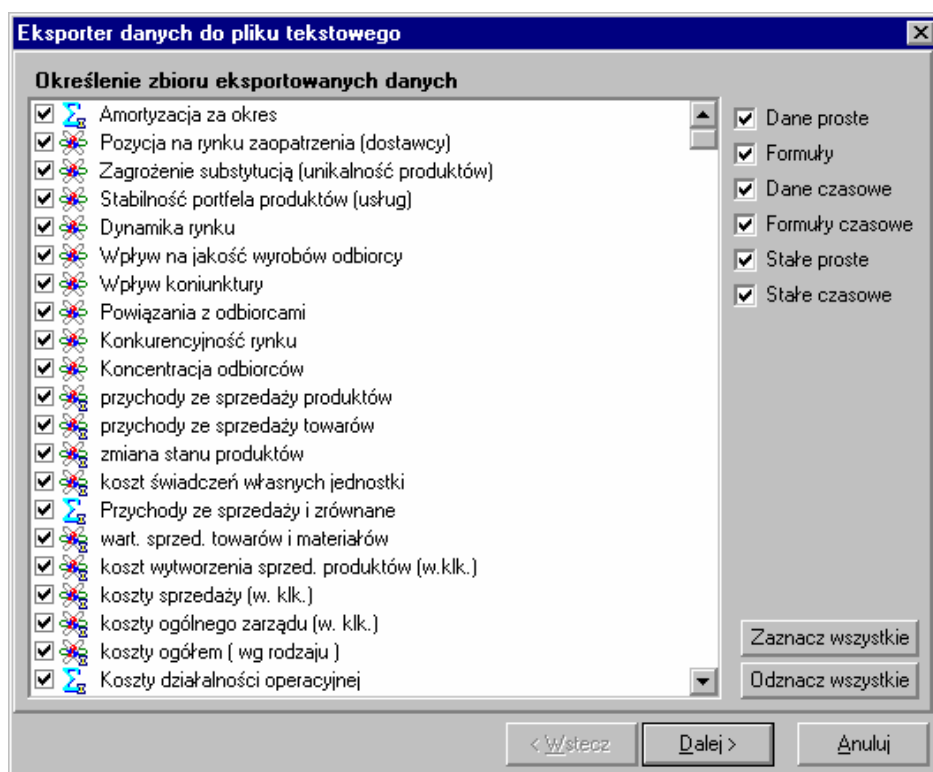 Eksporter danych do pliku tekstowego
Określenie zbioru eksportowanych danych
Amortyzacja za okres
Pozycja na rynku zaopatrzenia (dostawcy)
Zagrożenie substytucją (unikalność produktów)
Stabilność portfela produktów (usług)
Dynamika rynku
Wpływ na jakość wyrobów odbiorcy
Wpływ koniunktury
Powiązania z odbiorcami
Konkurencyjność rynku
Koncentracja odbiorców
przychody ze sprzedaży produktów
przychody ze sprzedaży towarów
zmiana stanu produktów
koszt świadczeń własnych jednostki
Przychody ze sprzedaży i zrównane
wart. sprzed. towarów i materiałów
koszt wytworzenia sprzed. produktów (w.klk.)
koszty sprzedaży (w. klk.)
koszty ogólnego zarządu (w. klk.)
koszty ogółem ( wg rodzaju )
Koszty działalności operacyjnej
Dane proste
Formuły
Dane czasowe
Formuły czasowe
Stałe proste
Stałe czasowe
Zaznacz wszystkie
Odznacz wszystkie
< Wstecz
Dalej >
Anuluj